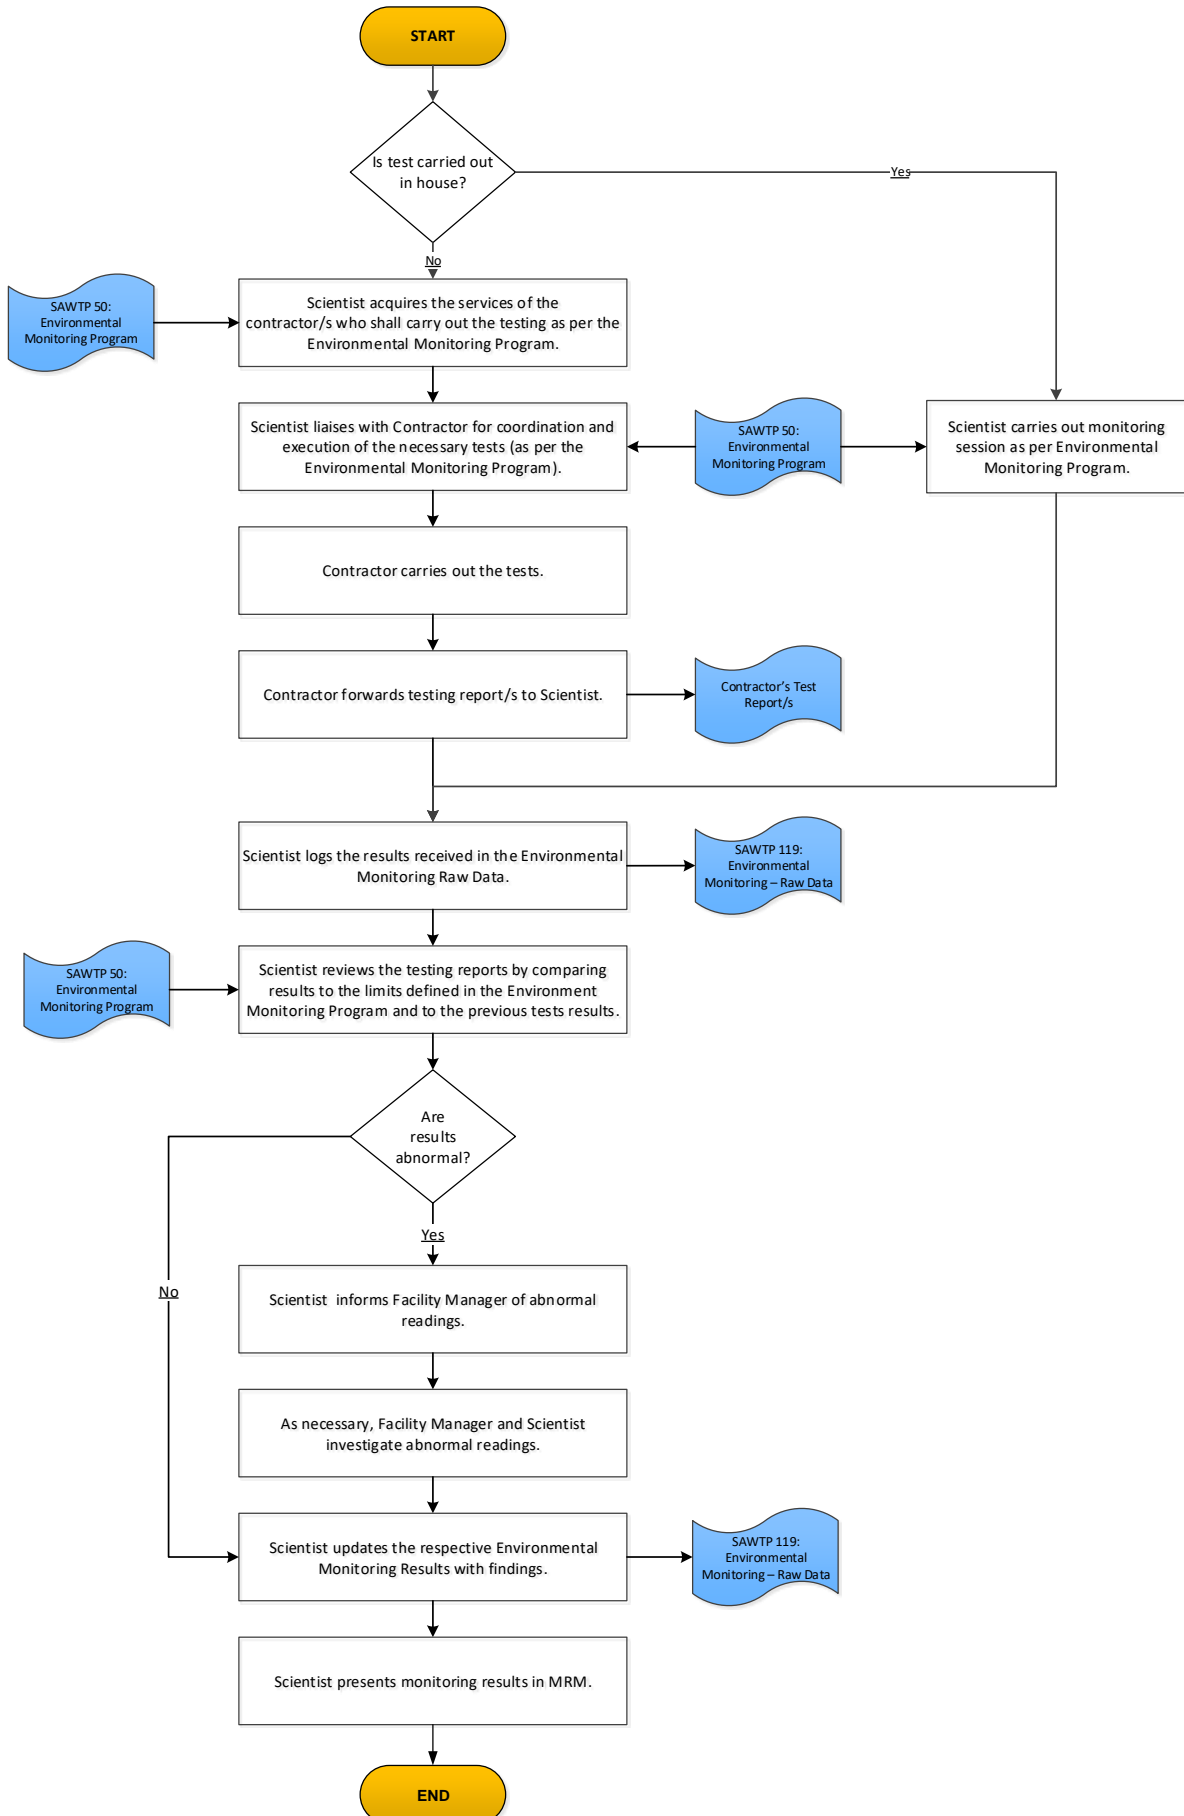 START
Is test carried out
in house?
Yes
No
SAWTP 50:
Environmental
Monitoring Program
Scientist acquires the services of the
contractor/s who shall carry out the testing as per the
Environmental Monitoring Program.
Scientist liaises with Contractor for coordination and
execution of the necessary tests (as per the
Environmental Monitoring Program).
SAWTP 50:
Environmental
Monitoring Program
Scientist carries out monitoring
session as per Environmental
Monitoring Program.
Contractor carries out the tests.
Contractor forwards testing report/s to Scientist.
Contractor’s Test
Report/s
Scientist logs the results received in the Environmental
Monitoring Raw Data.
SAWTP 119:
Environmental
Monitoring – Raw Data
SAWTP 50:
Environmental
Monitoring Program
Scientist reviews the testing reports by comparing
results to the limits defined in the Environment
Monitoring Program and to the previous tests results.
Are
results
abnormal?
Yes
No
Scientist informs Facility Manager of abnormal
readings.
As necessary, Facility Manager and Scientist
investigate abnormal readings.
Scientist updates the respective Environmental
Monitoring Results with findings.
SAWTP 119:
Environmental
Monitoring – Raw Data
Scientist presents monitoring results in MRM.
END